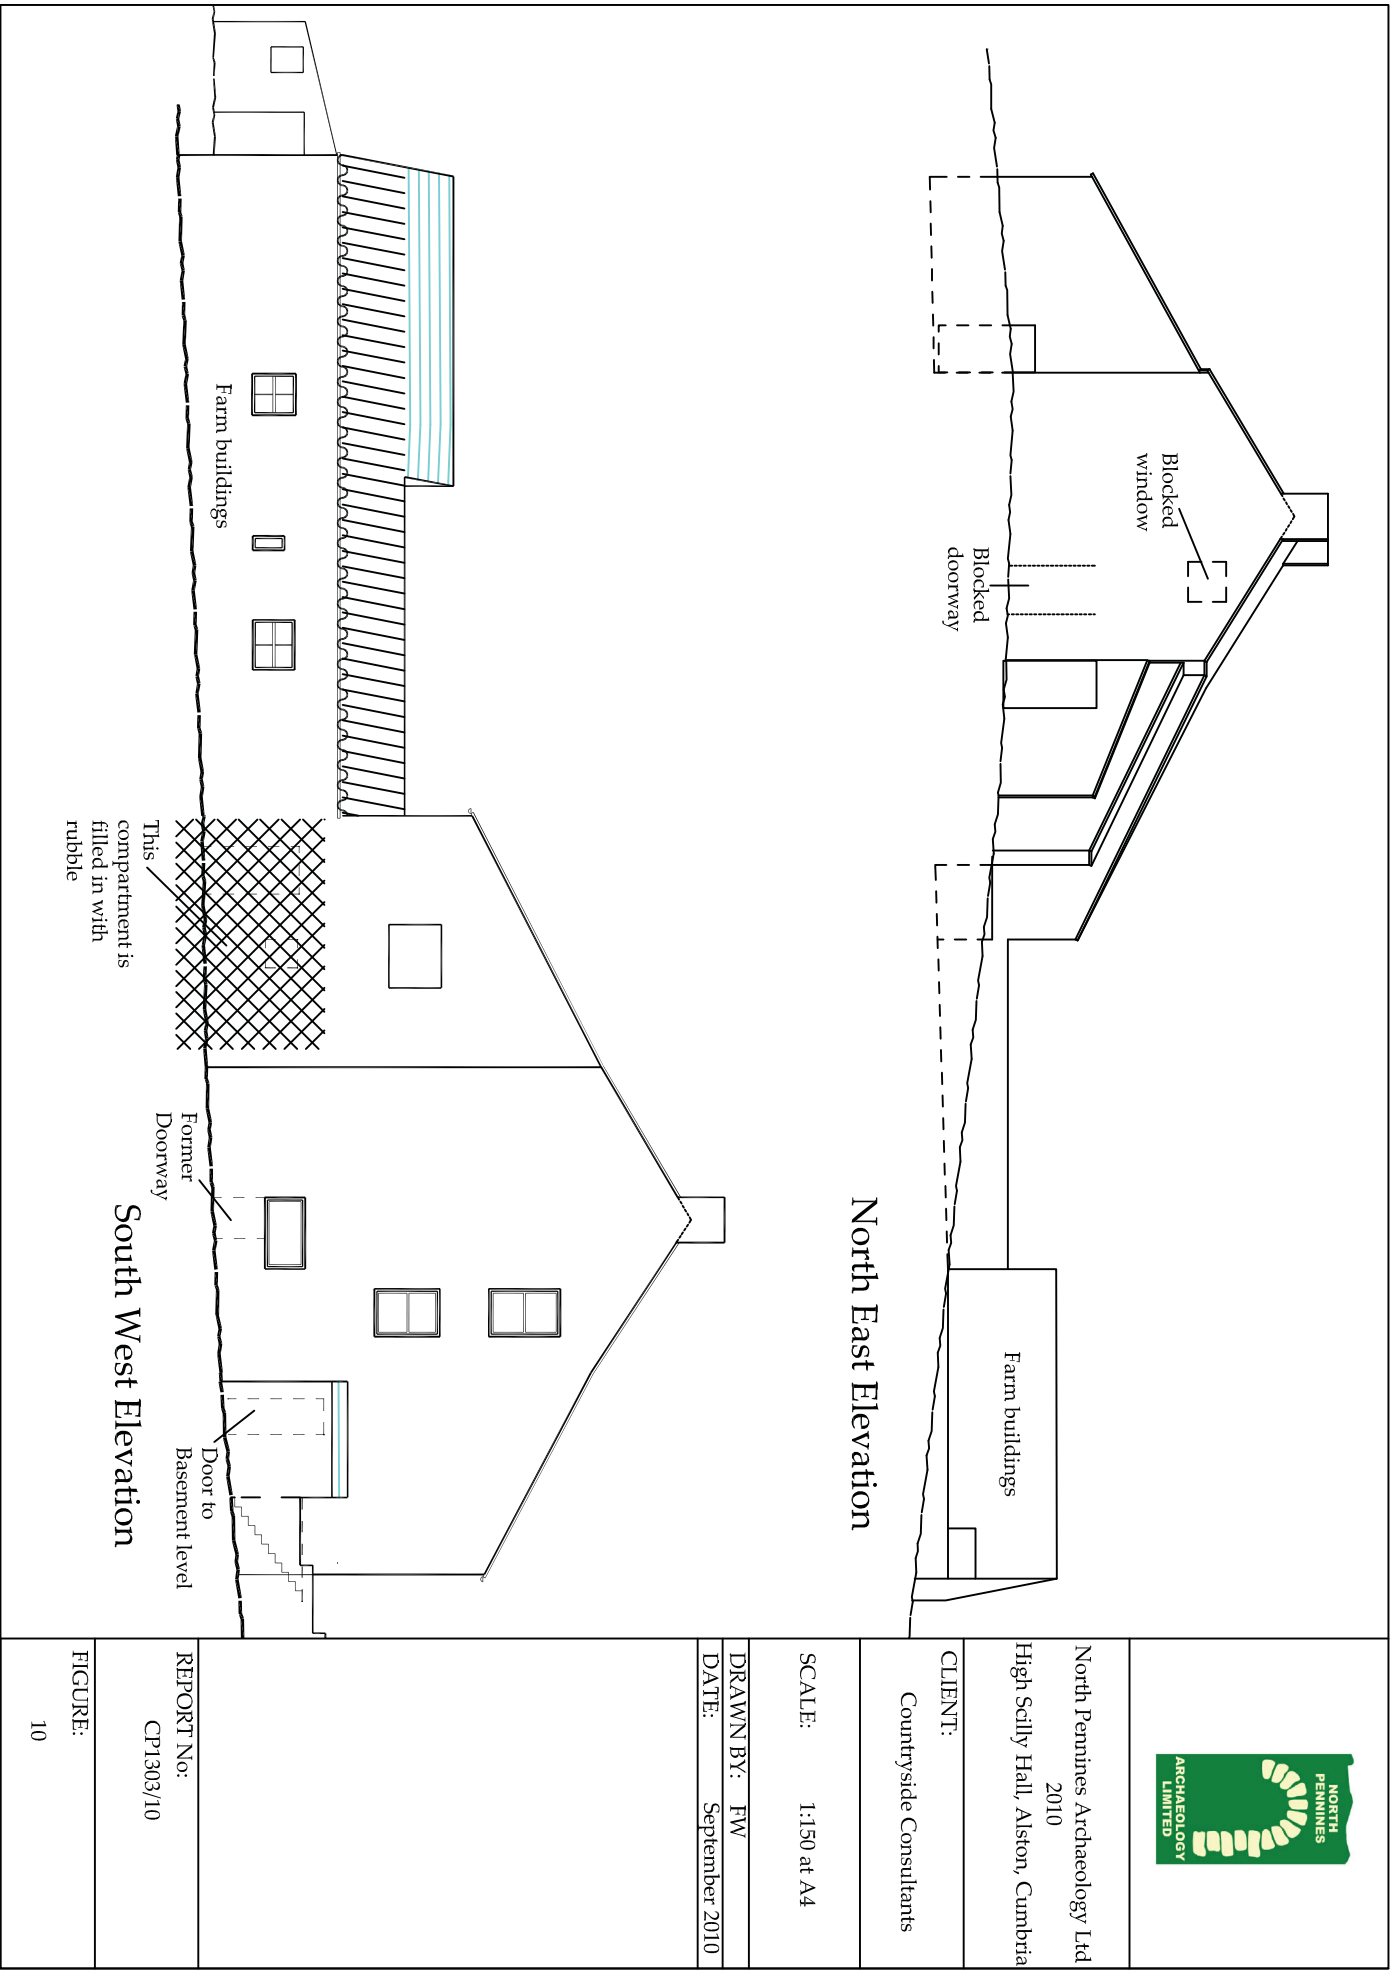 Blocked
window
Blocked
doorway
Farm buildings
North East Elevation
Farm buildings
This
compartment is
filled in with
rubble
Former
Doorway
Door to
Basement level
South West Elevation
NORTH
PENNINES
ARCHAEOLOGY
LIMITED
North Pennines Archaeology Ltd
2010
High Scilly Hall, Alston, Cumbria
CLIENT:
Countryside Consultants
SCALE: 1:150 at A4
DRAWN BY: FW
DATE: September 2010
REPORT No:
CP1303/10
FIGURE:
10